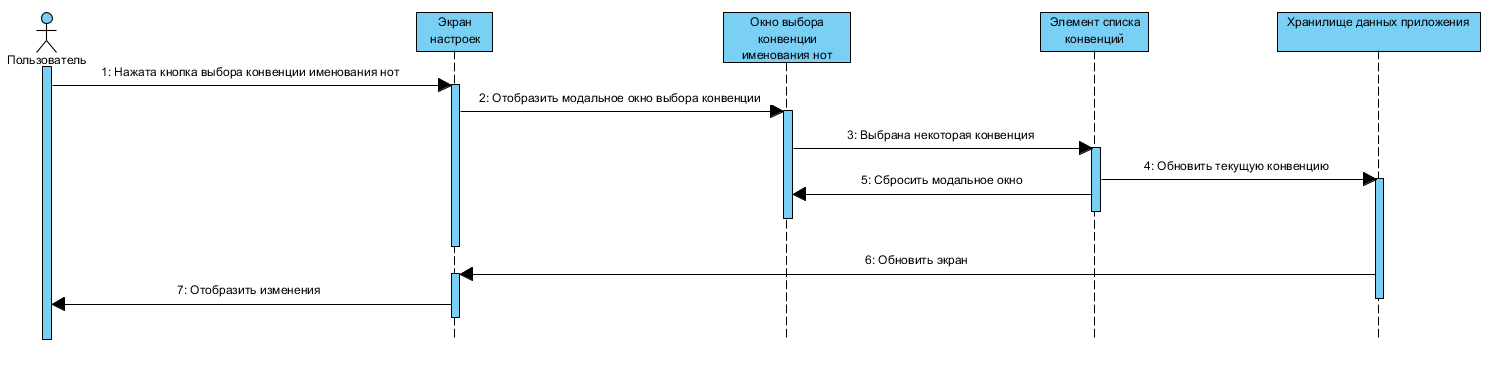 Пользователь
Экран
настроек
Окно выбора
конвенции
именования нот
Элемент списка
конвенций
Хранилище данных приложения
1: Нажата кнопка выбора конвенции именования нот
2: Отобразить модальное окно выбора конвенции
3: Выбрана некоторая конвенция
4: Обновить текущую конвенцию
5: Сбросить модальное окно
6: Обновить экран
7: Отобразить изменения